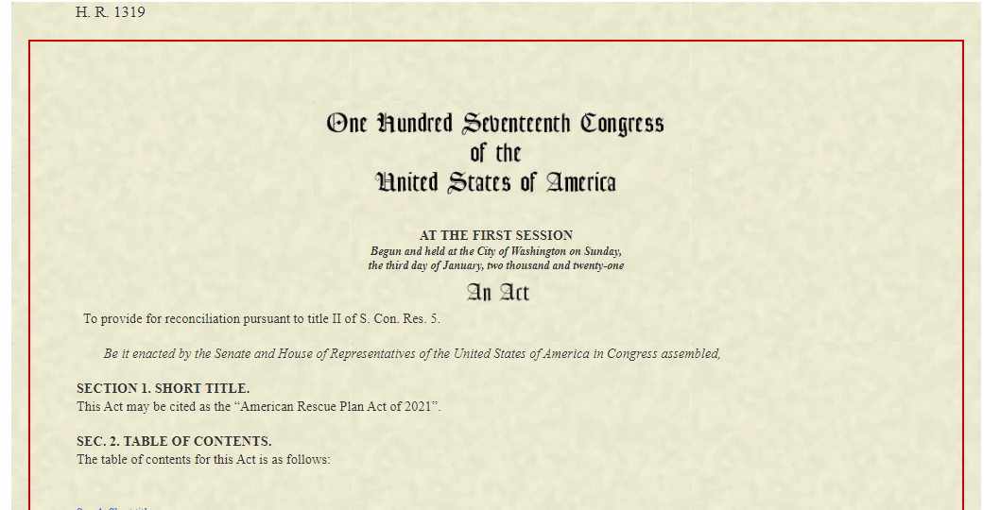 H. R. 1319
One Hundred Seventeenth Congress
of the
United States of America
AT THE FIRST SESSION
Begun and held at the City of Washington on Sunday,
the third day of January, two thousand and twenty-one
An Act
To provide for reconciliation pursuant to title II of S. Con. Res. 5.
Be it enacted by the Senate and House of Representatives of the United States of America in Congress assembled,
SECTION 1. SHORT TITLE.
This Act may be cited as the “American Rescue Plan Act of 2021”.
SEC. 2. TABLE OF CONTENTS.
The table of contents for this Act is as follows: